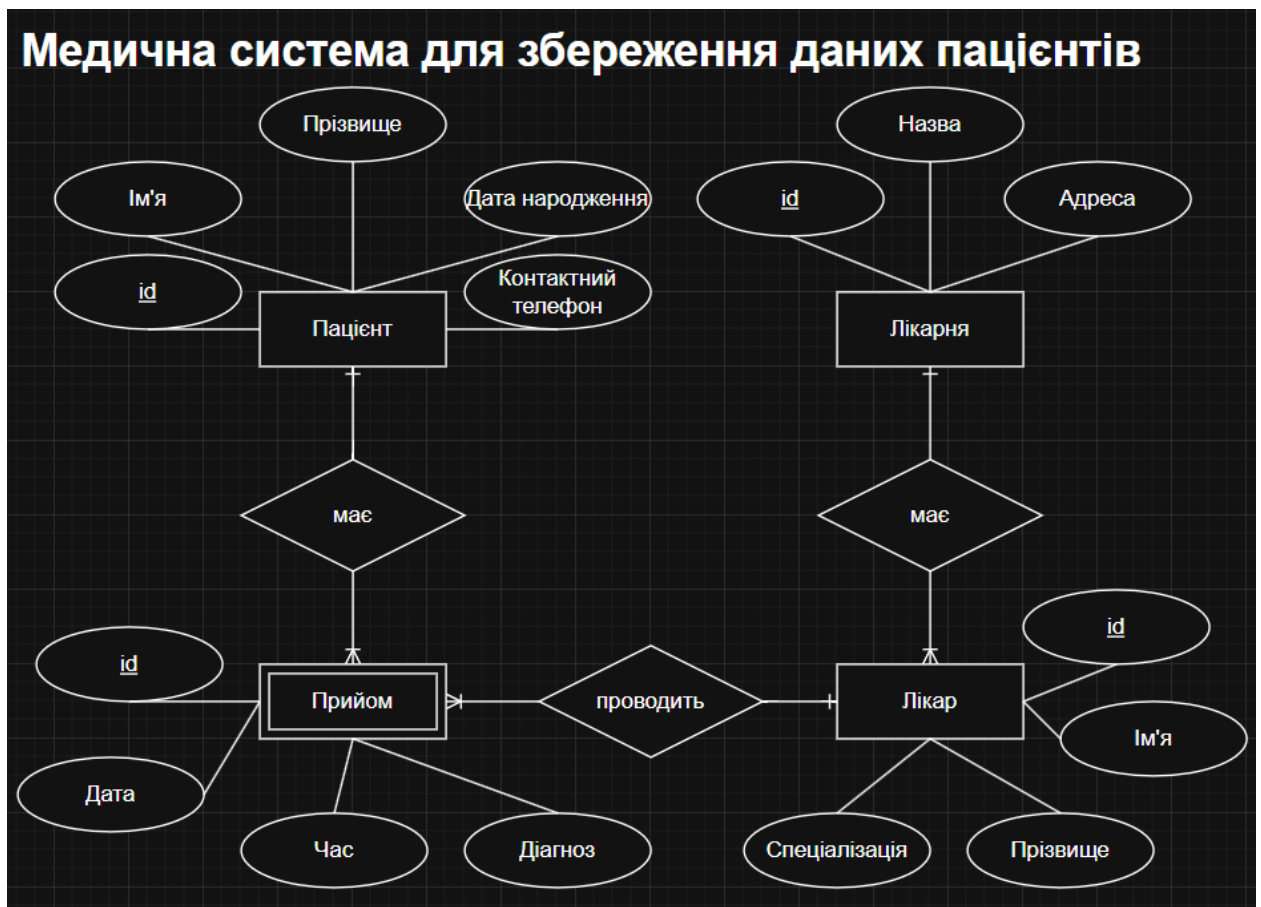 Медична система для збереження даних пацієнтів
Прізвище
Назва
Ім'я
Дата народження
id
Адреса
id
Контактний
телефон
Пацієнт
Лікарня
має
має
id
id
Прийом
проводить
Лікар
Ім'я
Дата
Час
Діагноз
Спеціалізація
Прізвище